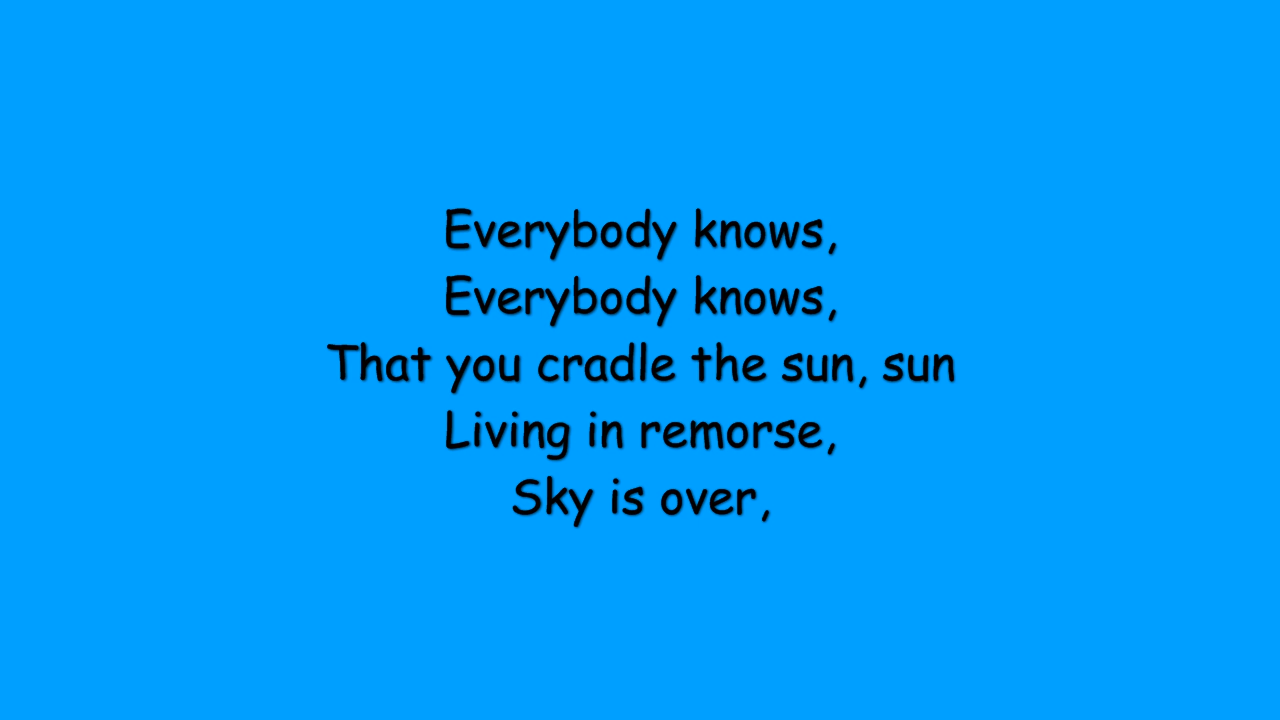 Everybody knows,
Everybody knows,
That you cradle the sun, sun
Living in remorse,
Sky is over,